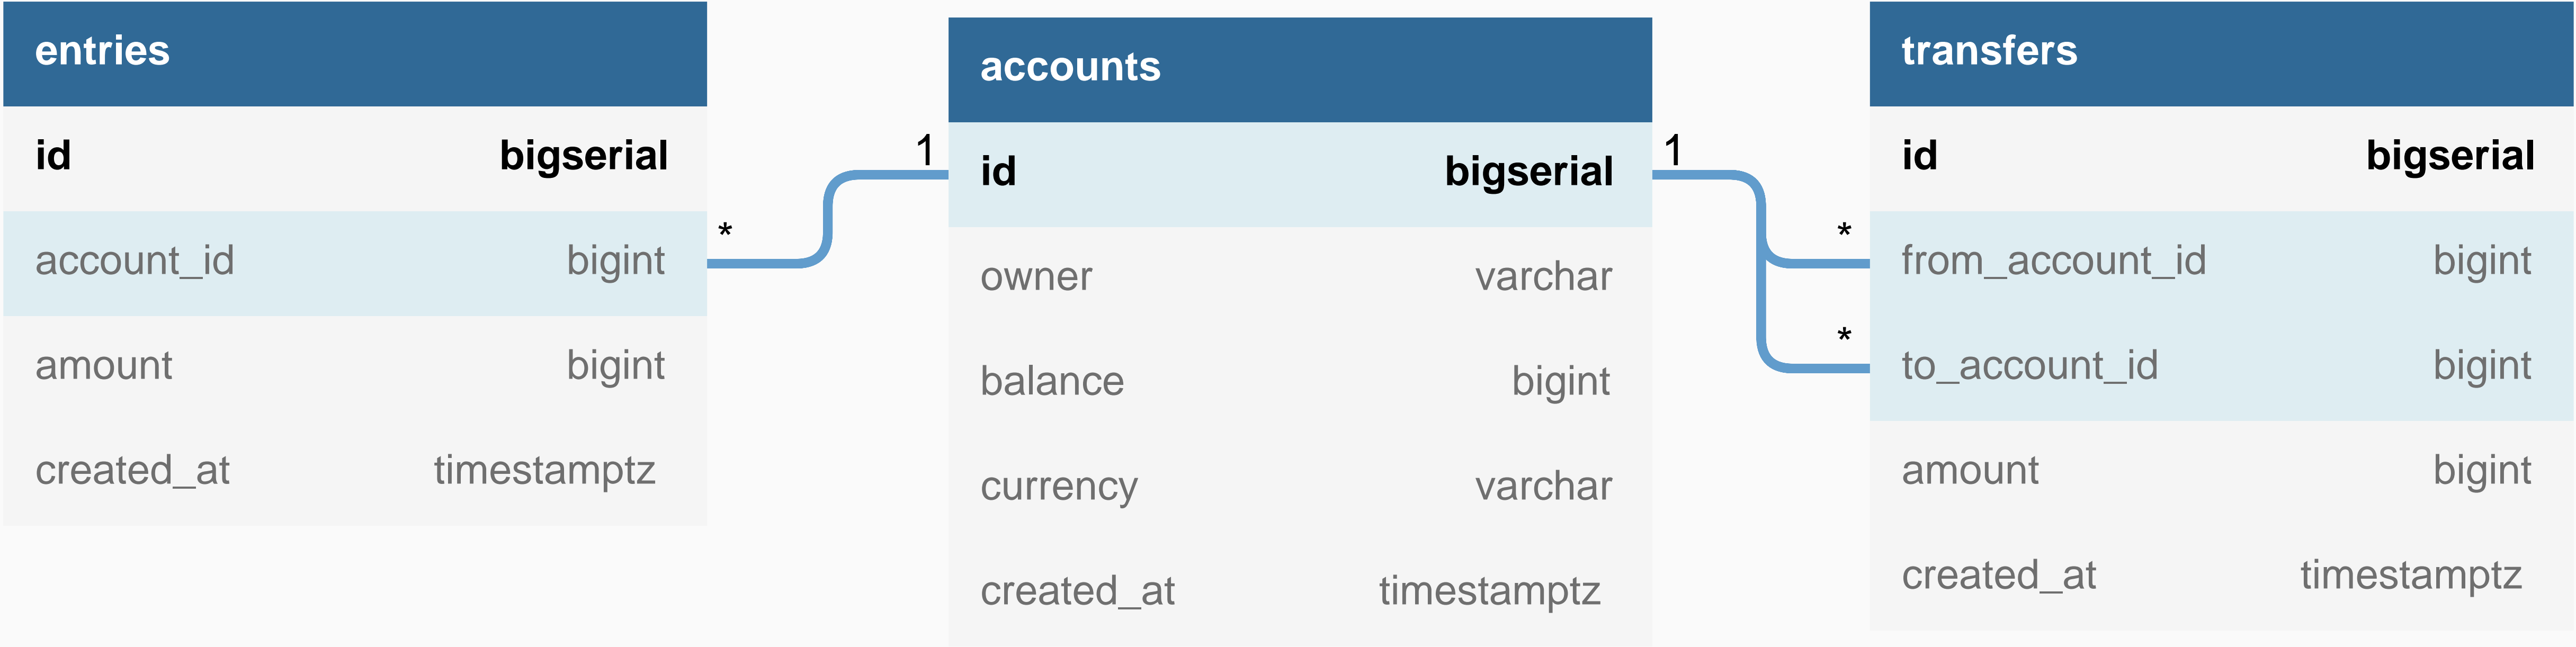 entries
id bigserial
account_id bigint
amount bigint
created_at timestamptz
1
*
accounts
id bigserial
owner varchar
balance bigint
currency varchar
created_at timestamptz
1
*
*
transfers
id bigserial
from_account_id bigint
to_account_id bigint
amount bigint
created_at timestamptz